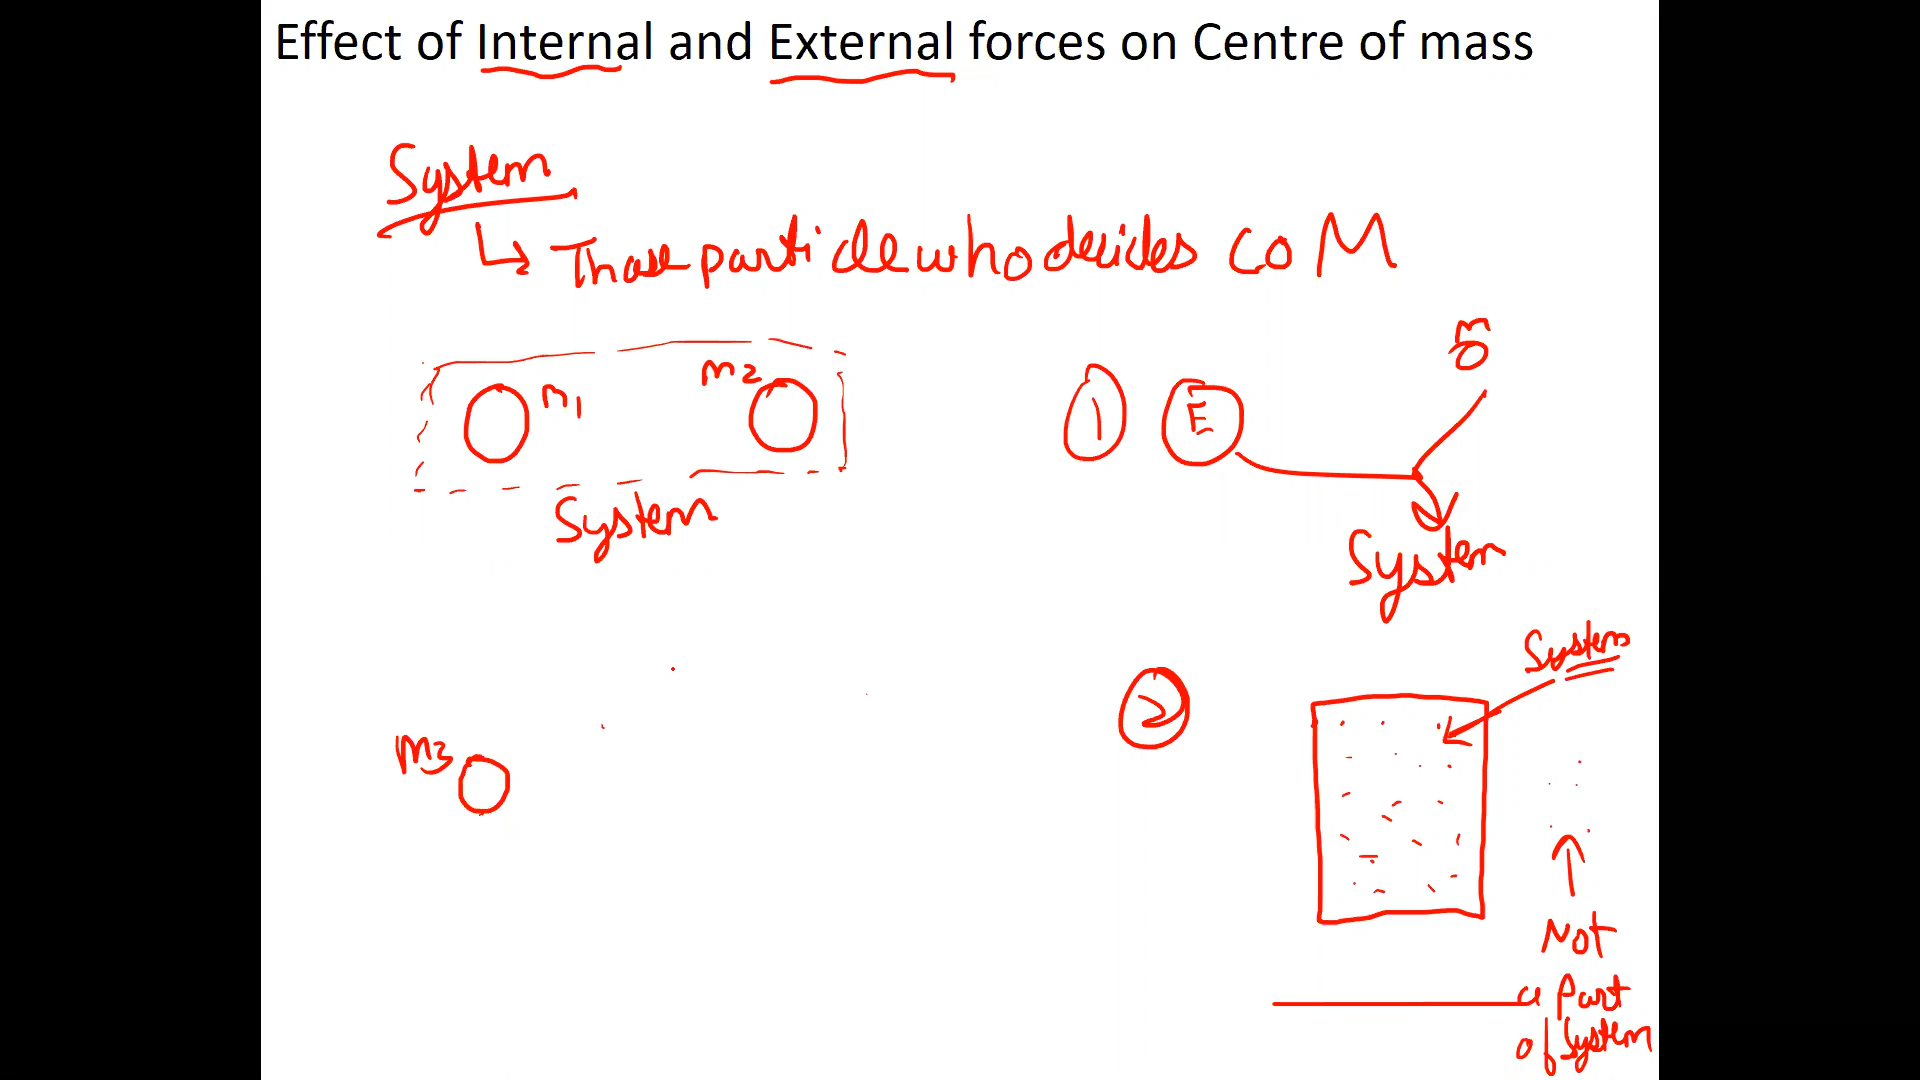 Effect of Internal and External forces on Centre of mass
System
Those particle who decides COM
m1
m2
System
1
E
m
System
2
System
m3
Not
a Part
of System